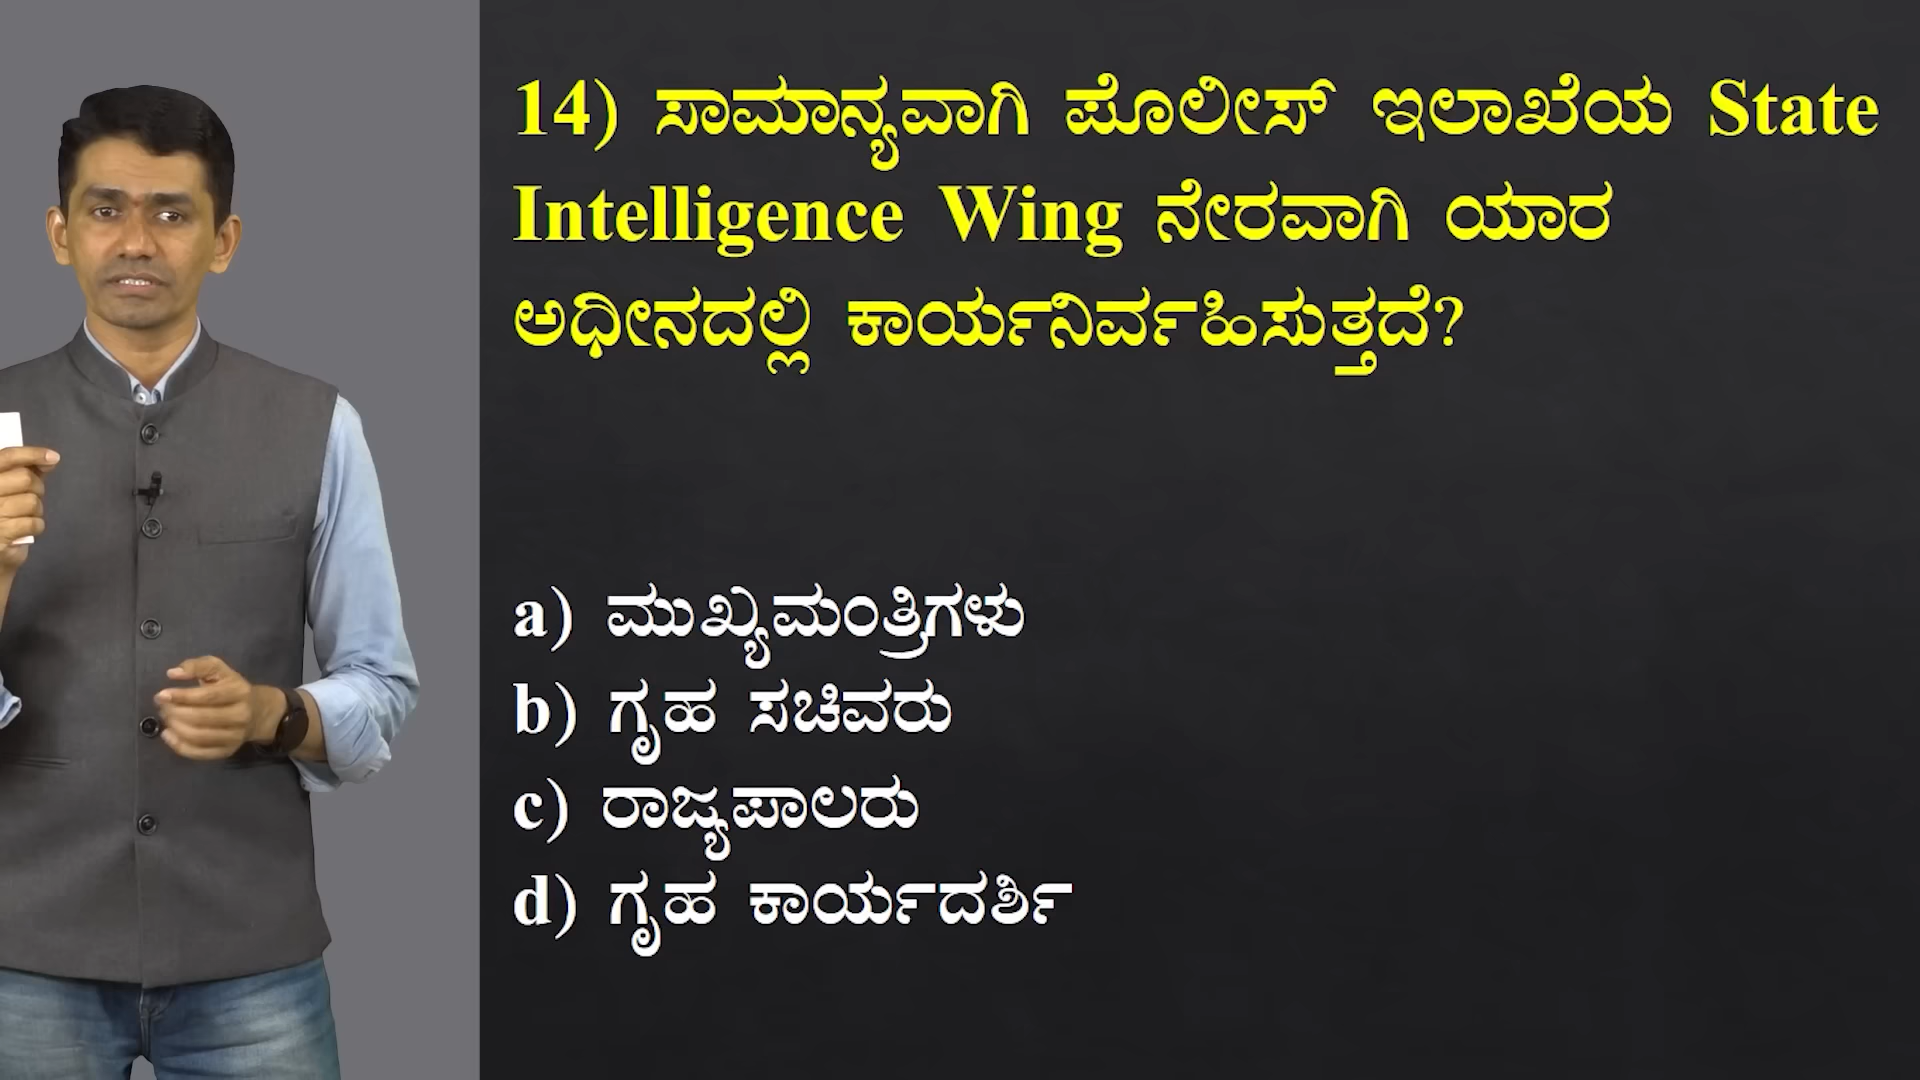 14) ಸಾಮಾನ್ಯವಾಗಿ ಪೊಲೀಸ್ ಇಲಾಖೆಯ State
Intelligence Wing ನೇರವಾಗಿ ಯಾರ
ಅಧೀನದಲ್ಲಿ ಕಾರ್ಯನಿರ್ವಹಿಸುತ್ತದೆ?
a) ಮುಖ್ಯಮಂತ್ರಿಗಳು
b) ಗೃಹ ಸಚಿವರು
c) ರಾಜ್ಯಪಾಲರು
d) ಗೃಹ ಕಾರ್ಯದರ್ಶಿ